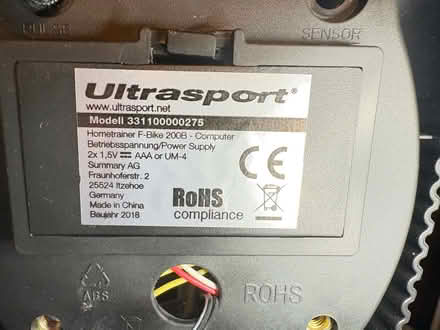 PULSE
SENSOR
Ultrasport®
www.ultrasport.net
Modell 331100000275
Hometrainer F-Bike 200B - Computer
Betriebsspannung/Power Supply
2x 1,5V ⎓ AAA or UM-4
Summary AG
Fraunhoferstr. 2
25524 Itzehoe
Germany
Made in China
Baujahr 2018
CE
RoHS
compliance
ABS
ROHS